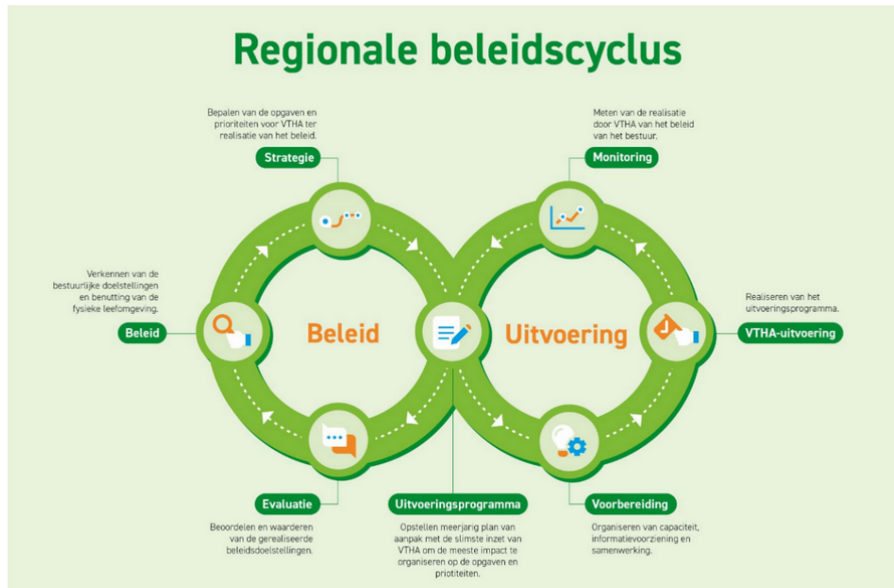 Regionale beleidscyclus
Bepalen van de opgaven en
prioriteiten voor VTHA ter
realisatie van het beleid.
Strategie
Meten van de realisatie
door VTHA van het beleid
van het bestuur.
Monitoring
Verkennen van de
bestuurlijke doelstellingen
en benutting van de
fysieke leefomgeving.
Beleid
Beleid
Uitvoering
Realiseren van het
uitvoeringsprogramma.
VTHA-uitvoering
Evaluatie
Beoordelen en waarderen
van de gerealiseerde
beleidsdoelstellingen.
Uitvoeringsprogramma
Opstellen meerjarig plan van
aanpak met de slimste inzet van
VTHA om de meeste impact te
organiseren op de opgaven en
priotiteiten.
Voorbereiding
Organiseren van capaciteit,
informatievoorziening en
samenwerking.